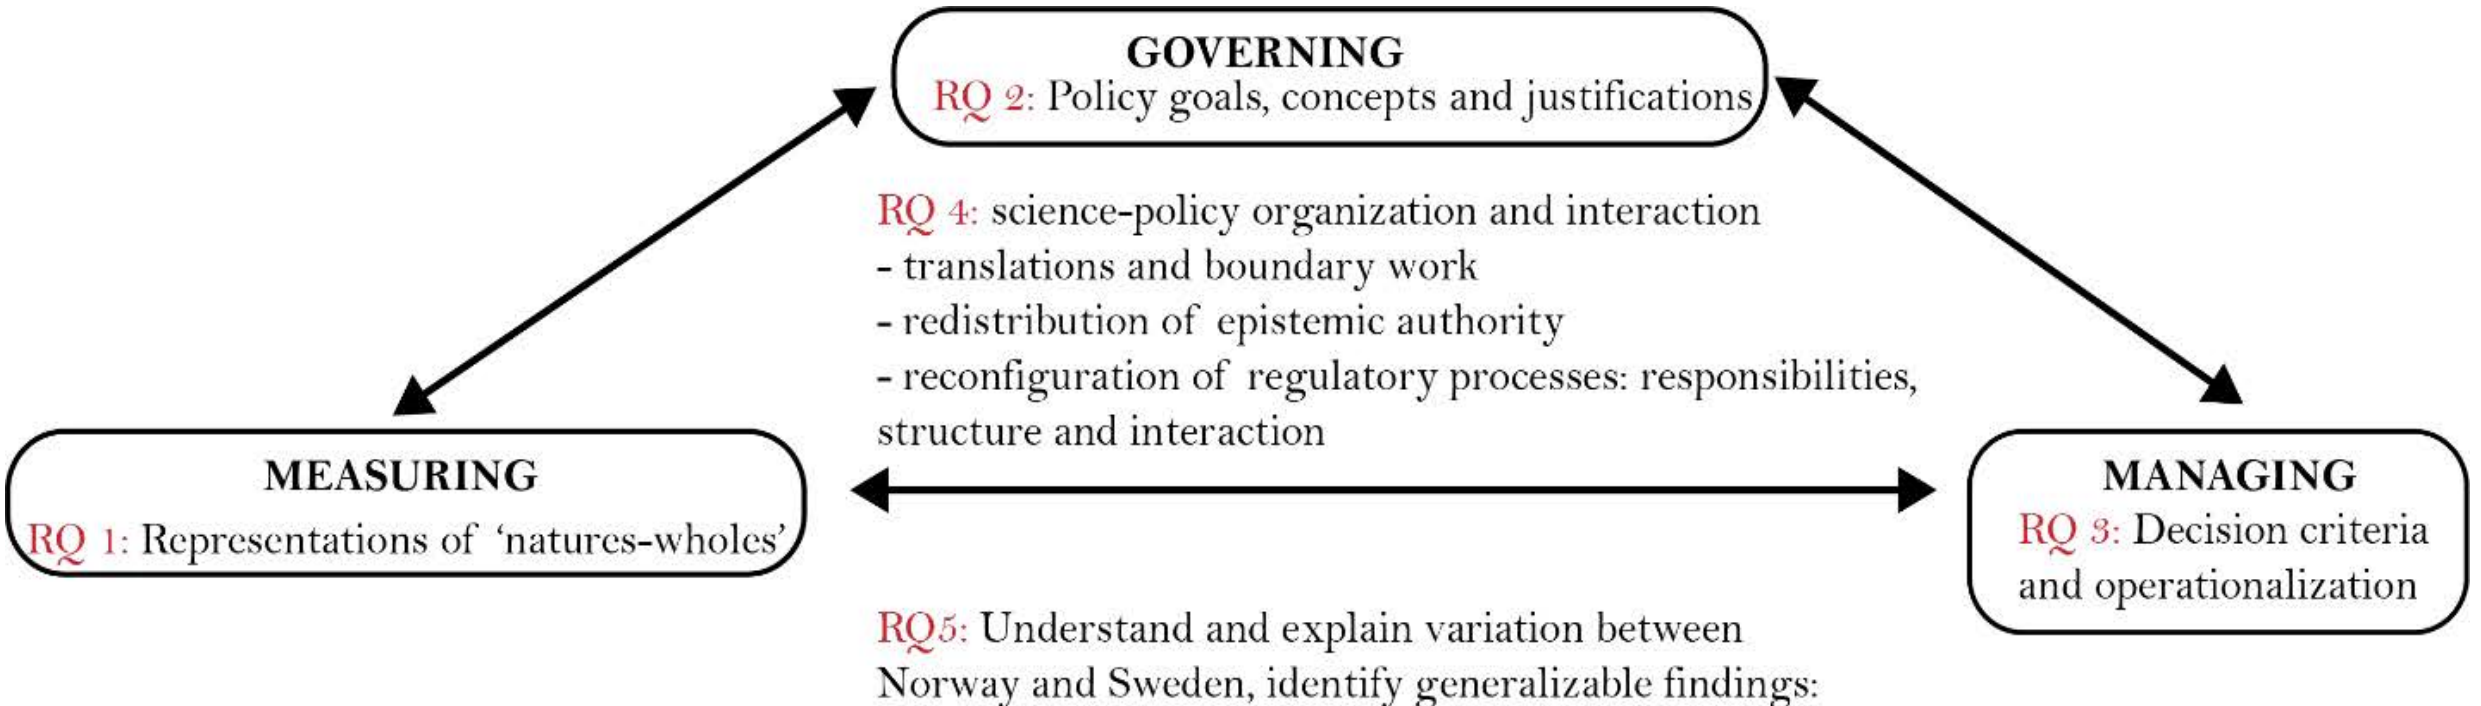 GOVERNING
RQ 2: Policy goals, concepts and justifications
RQ 4: science-policy organization and interaction
- translations and boundary work
- redistribution of epistemic authority
- reconfiguration of regulatory processes: responsibilities,
structure and interaction
MEASURING
RQ 1: Representations of ‘natures-wholes’
MANAGING
RQ 3: Decision criteria
and operationalization
RQ5: Understand and explain variation between
Norway and Sweden, identify generalizable findings: